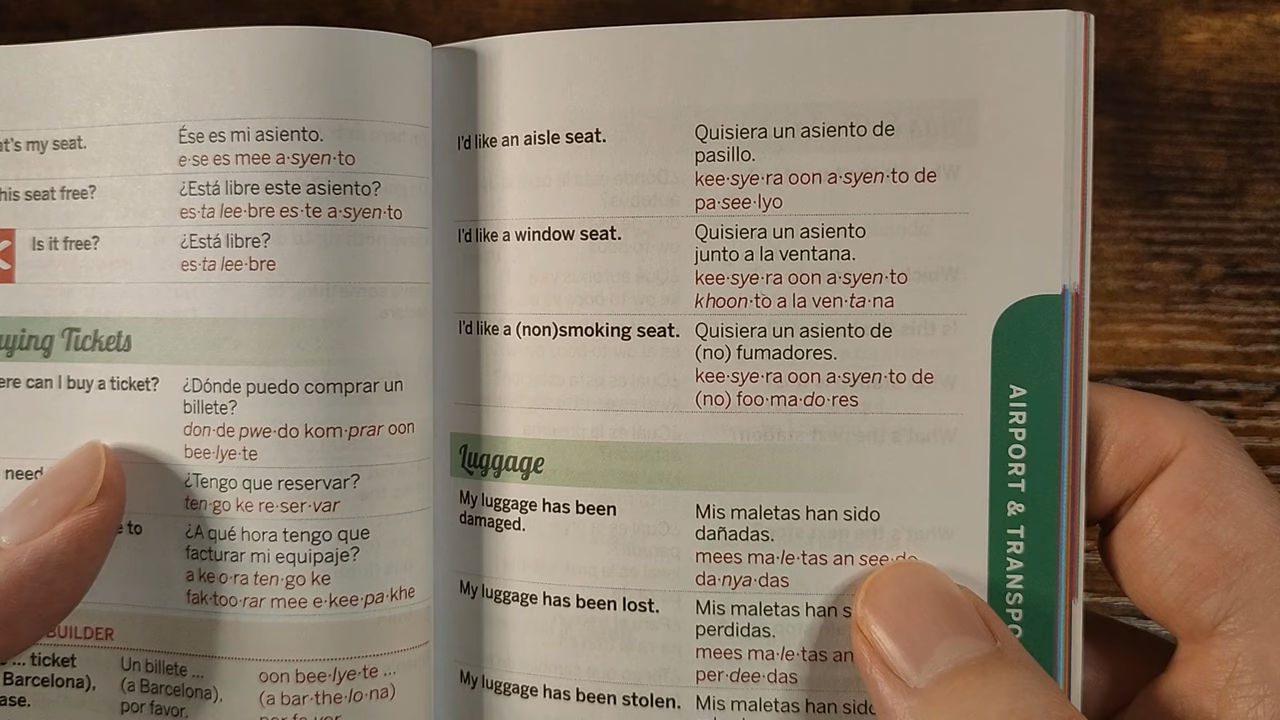 at's my seat.
Ése es mi asiento.
e·se es mee a·syen·to
his seat free?
¿Está libre este asiento?
es·ta lee·bre es·te a·syen·to
Is it free?
¿Está libre?
es·ta lee·bre
ying Tickets
ere can I buy a ticket?
¿Dónde puedo comprar un
billete?
don·de pwe·do kom·prar oon
bee·lye·te
need
¿Tengo que reservar?
ten·go ke re·ser·var
to
¿A qué hora tengo que
facturar mi equipaje?
a ke o·ra ten·go ke
fak·too·rar mee e·kee·pa·khe
BUILDER
... ticket
Barcelona),
ase.
Un billete ...
(a Barcelona),
por favor.
oon bee·lye·te ...
(a bar·the·lo·na)
por fa·vor
I'd like an aisle seat.
Quisiera un asiento de
pasillo.
kee·sye·ra oon a·syen·to de
pa·see·lyo
I'd like a window seat.
Quisiera un asiento
junto a la ventana.
kee·sye·ra oon a·syen·to
khoon·to a la ven·ta·na
I'd like a (non)smoking seat.
Quisiera un asiento de
(no) fumadores.
kee·sye·ra oon a·syen·to de
(no) foo·ma·do·res
Luggage
My luggage has been
damaged.
Mis maletas han sido
dañadas.
mees ma·le·tas an see·do
da·nya·das
My luggage has been lost.
Mis maletas han s
perdidas.
mees ma·le·tas an
per·dee·das
My luggage has been stolen.
Mis maletas han sido
AIRPORT & TRANSPO